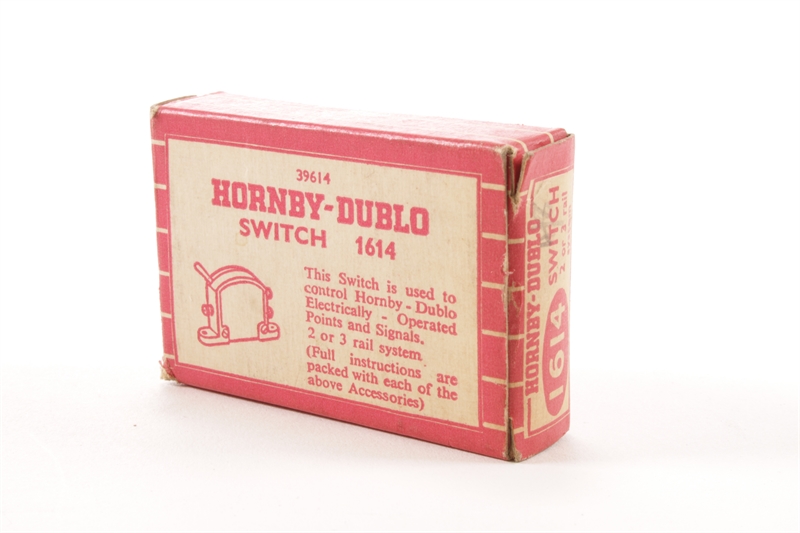 39614
HORNBY-DUBLO
SWITCH 1614
This Switch is used to
control Hornby - Dublo
Electrically - Operated
Points and Signals.
2 or 3 rail system
(Full instructions are
packed with each of the
above Accessories)
HORNBY-DUBLO
1614 SWITCH
2 or 3 rail